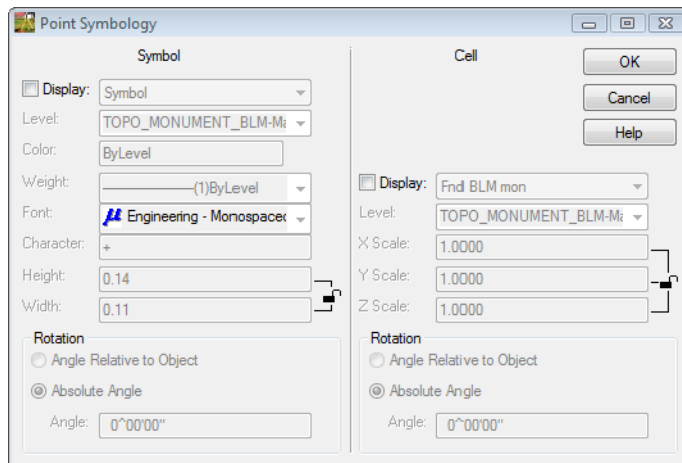 Point Symbology
Symbol
Display: Symbol
Level: TOPO_MONUMENT_BLM-Ma
Color: ByLevel
Weight: (1)ByLevel
Font: Engineering - Monospaced
Character: +
Height: 0.14
Width: 0.11
Rotation
Angle Relative to Object
Absolute Angle
Angle: 0^00'00"
Cell
OK
Cancel
Help
Display: Fndl BLM mon
Level: TOPO_MONUMENT_BLM-Ma
X Scale: 1.0000
Y Scale: 1.0000
Z Scale: 1.0000
Rotation
Angle Relative to Object
Absolute Angle
Angle: 0^00'00"